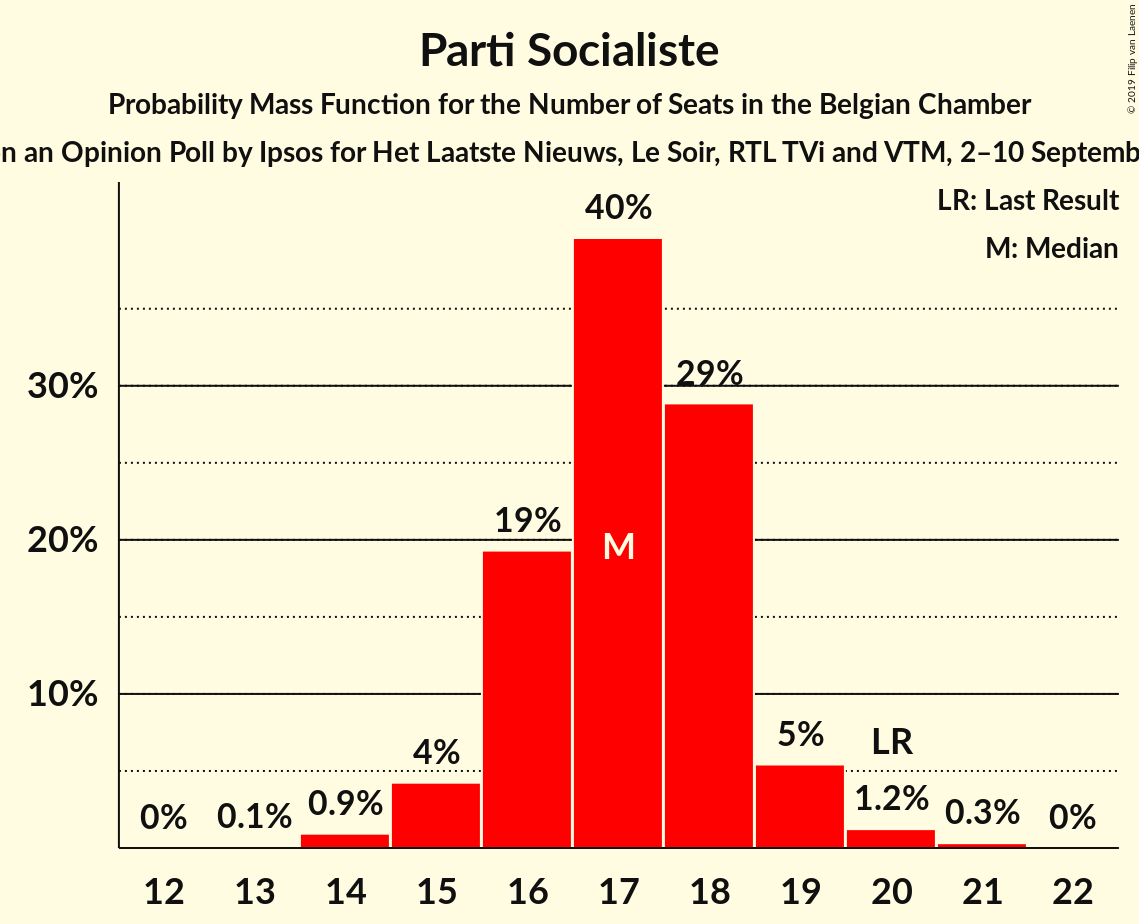 Parti Socialiste
Probability Mass Function for the Number of Seats in the Belgian Chamber
an Opinion Poll by Ipsos for Het Laatste Nieuws, Le Soir, RTL TVi and VTM, 2–10
© 2019 Filip van Laenen
LR: Last Result
M: Median
40%
30%
29%
20%
19%
M
10%
5%
LR
4%
0%
0.1%
0.9%
1.2%
0.3%
0%
12 13 14 15 16 17 18 19 20 21 22